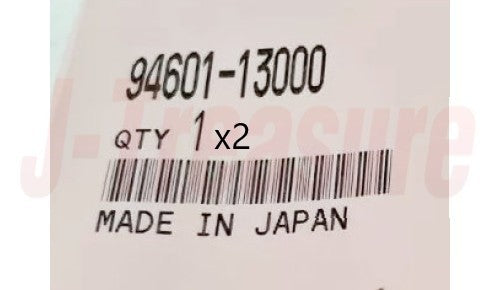 94601-13000
QTY 1 x2
MADE IN JAPAN
J-Treasure